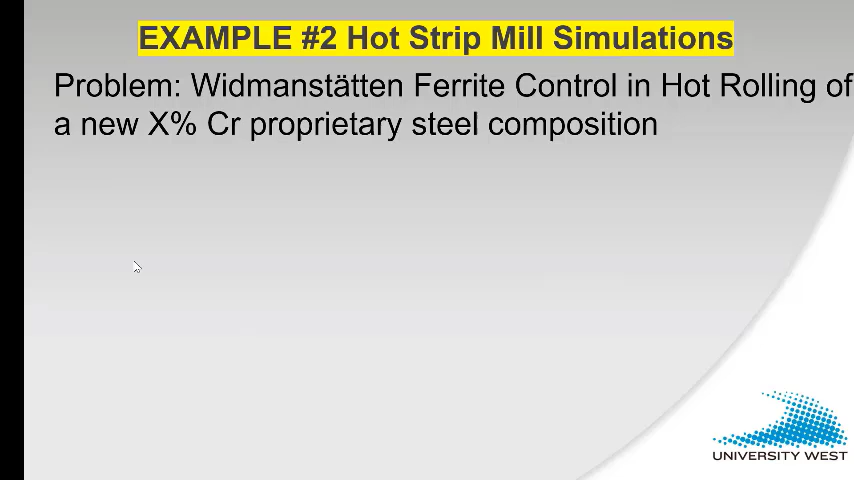 EXAMPLE #2 Hot Strip Mill Simulations
Problem: Widmanstätten Ferrite Control in Hot Rolling of
a new X% Cr proprietary steel composition
UNIVERSITY WEST